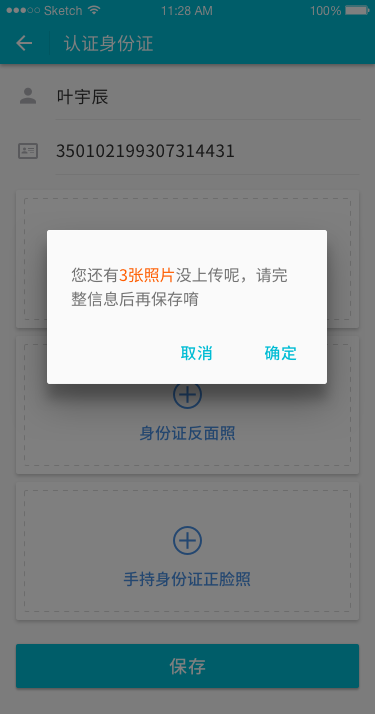 Sketch 11:28 AM 100%
认证身份证
叶宇辰
350102199307314431
您还有3张照片没上传呢，请完
整信息后再保存唷
取消 确定
身份证反面照
手持身份证正脸照
保存